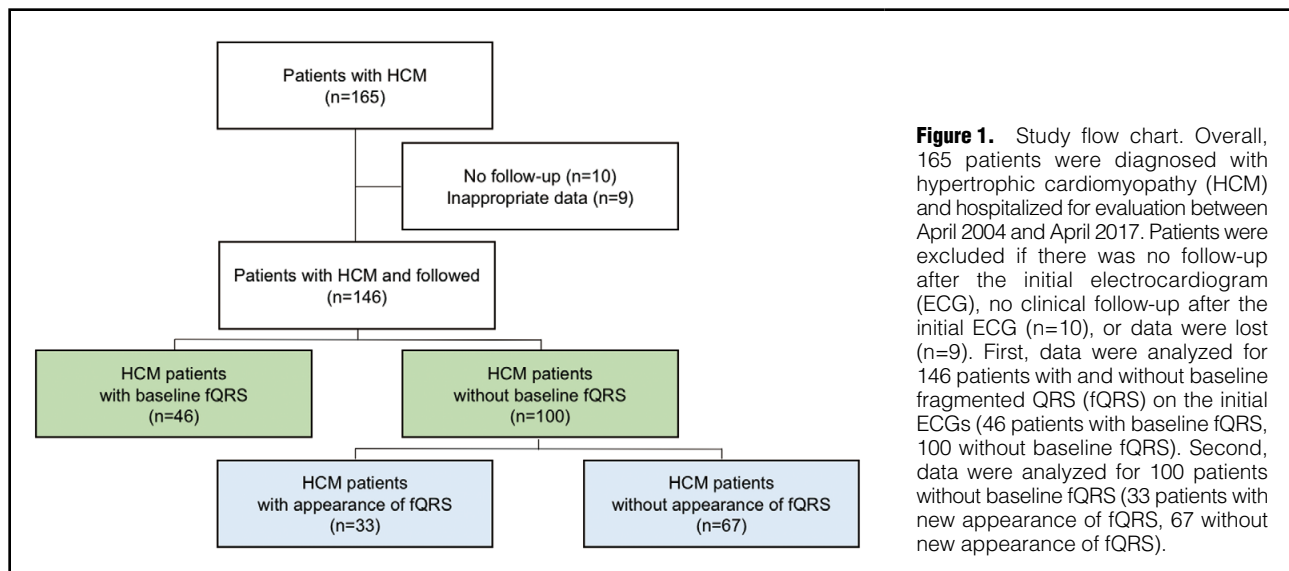 Patients with HCM
(n=165)
No follow-up (n=10)
Inappropriate data (n=9)
Patients with HCM and followed
(n=146)
HCM patients
with baseline fQRS
(n=46)
HCM patients
without baseline fQRS
(n=100)
HCM patients
with appearance of fQRS
(n=33)
HCM patients
without appearance of fQRS
(n=67)
Figure 1. Study flow chart. Overall,
165 patients were diagnosed with
hypertrophic cardiomyopathy (HCM)
and hospitalized for evaluation between
April 2004 and April 2017. Patients were
excluded if there was no follow-up
after the initial electrocardiogram
(ECG), no clinical follow-up after the
initial ECG (n=10), or data were lost
(n=9). First, data were analyzed for
146 patients with and without baseline
fragmented QRS (fQRS) on the initial
ECGs (46 patients with baseline fQRS,
100 without baseline fQRS). Second,
data were analyzed for 100 patients
without baseline fQRS (33 patients with
new appearance of fQRS, 67 without
new appearance of fQRS).